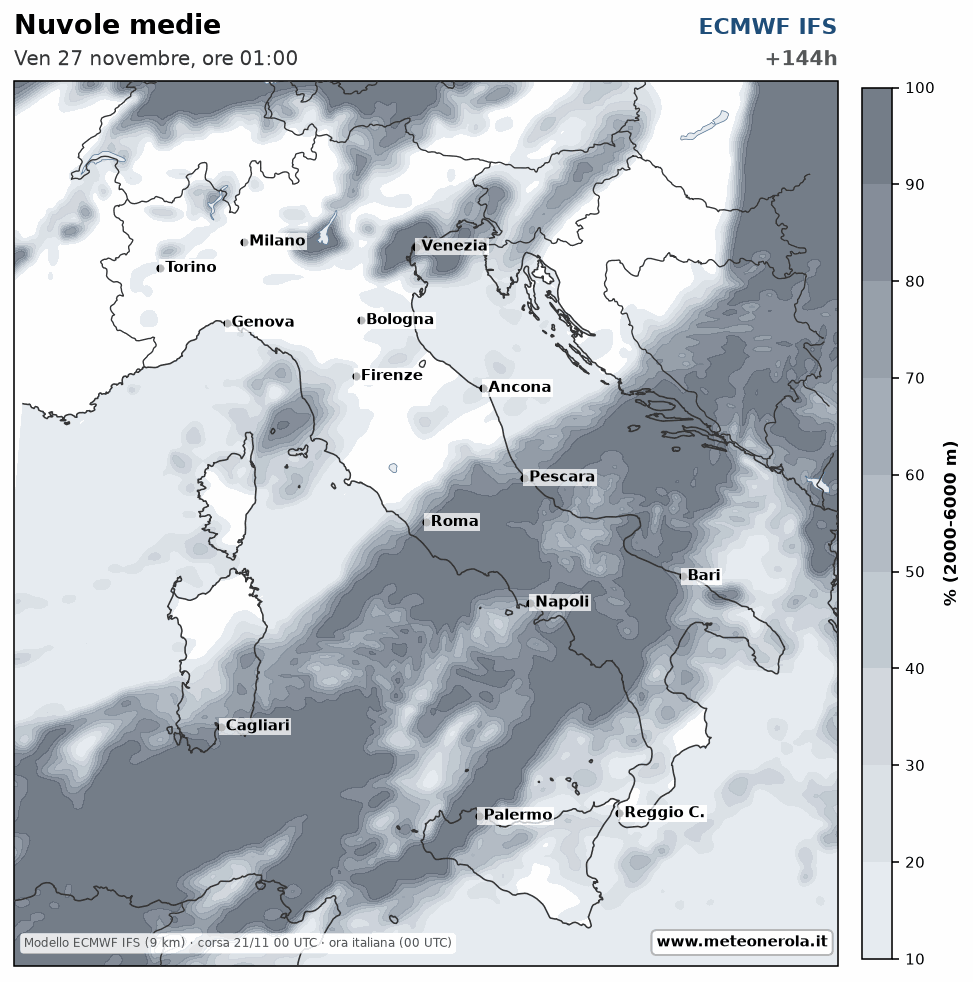 Nuvole medie
ECMWF IFS
Ven 27 novembre, ore 01:00
+144h
Milano
Venezia
Torino
Genova
Bologna
Firenze
Ancona
Pescara
Roma
Bari
Napoli
Cagliari
Palermo
Reggio C.
100
90
80
70
60
50
40
30
20
10
% (2000-6000 m)
Modello ECMWF IFS (9 km) · corsa 21/11 00 UTC · ora italiana (00 UTC)
www.meteonerola.it